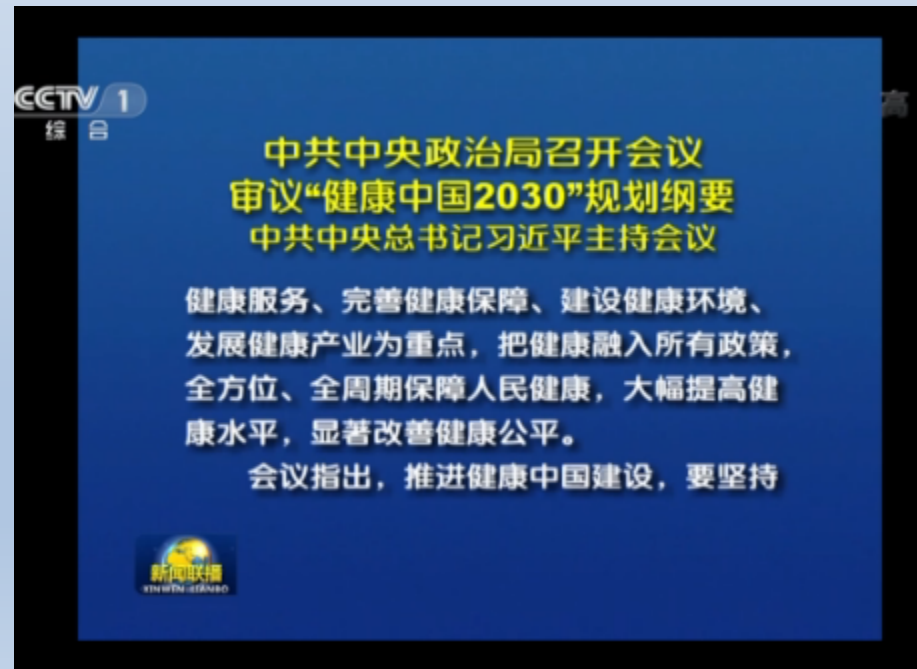 CCTV 1
综合
高
中共中央政治局召开会议
审议“健康中国2030”规划纲要
中共中央总书记习近平主持会议
健康服务、完善健康保障、建设健康环境、
发展健康产业为重点，把健康融入所有政策，
全方位、全周期保障人民健康，大幅提高健
康水平，显著改善健康公平。
会议指出，推进健康中国建设，要坚持
新闻联播
XINWEN LIANBO